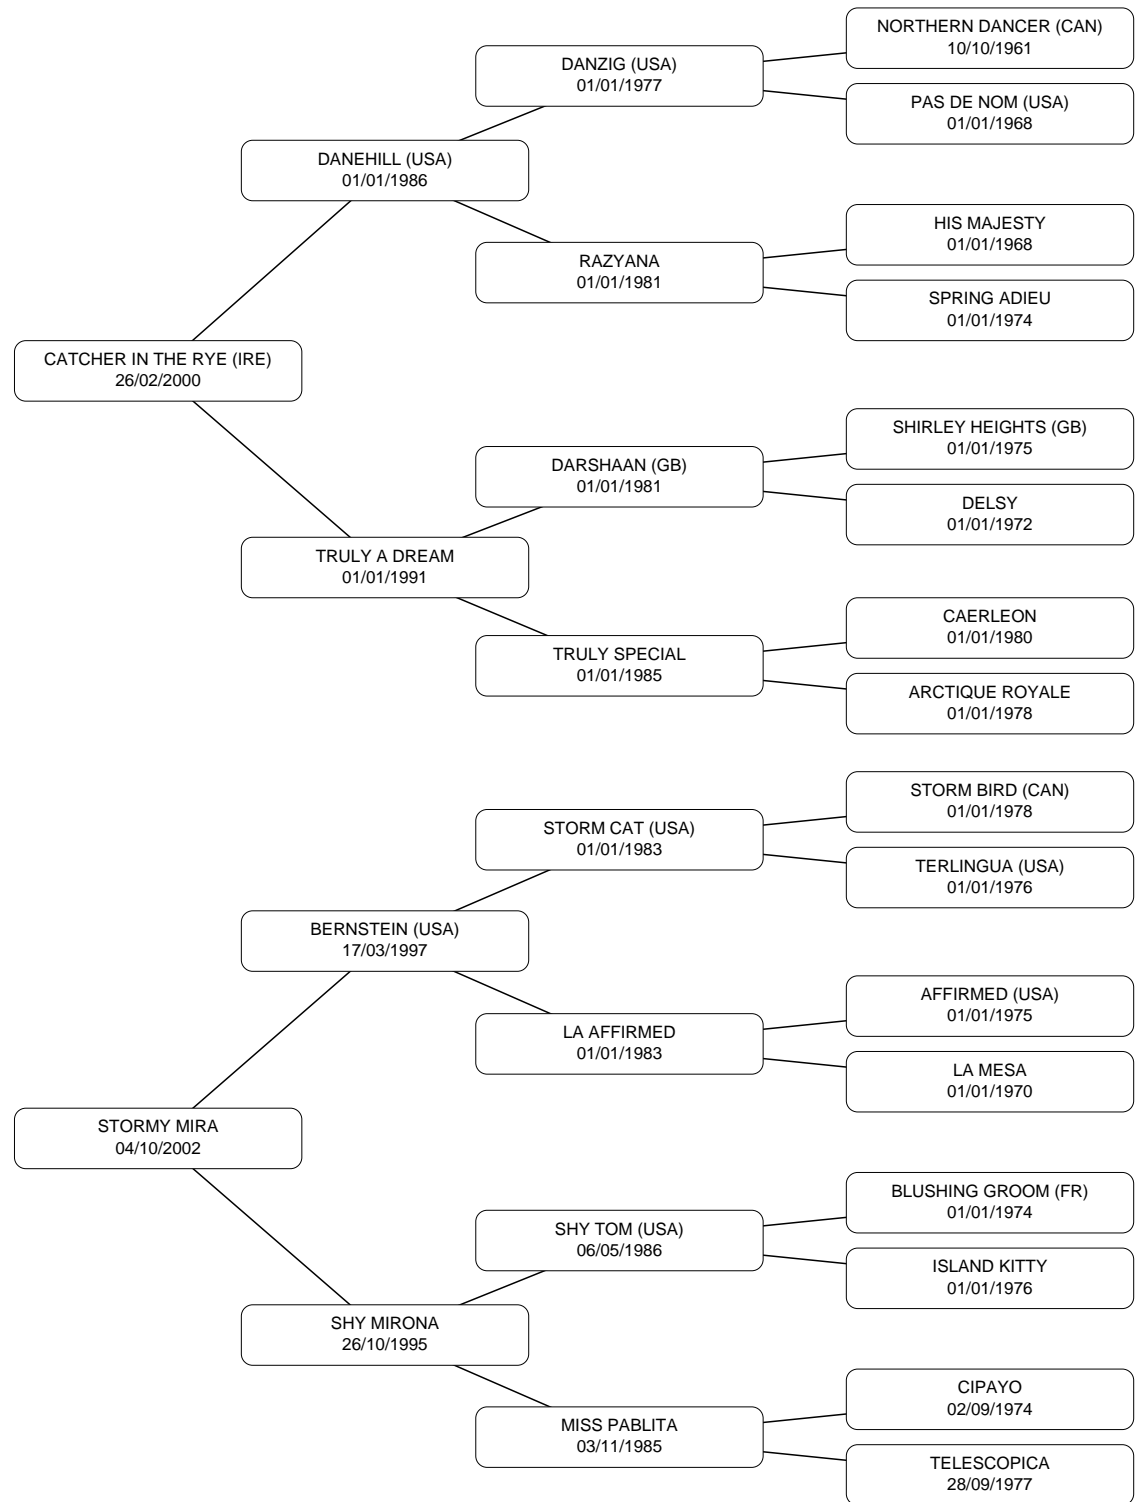 NORTHERN DANCER (CAN)
10/10/1961
DANZIG (USA)
01/01/1977
PAS DE NOM (USA)
01/01/1968
DANEHILL (USA)
01/01/1986
HIS MAJESTY
01/01/1968
RAZYANA
01/01/1981
SPRING ADIEU
01/01/1974
CATCHER IN THE RYE (IRE)
26/02/2000
SHIRLEY HEIGHTS (GB)
01/01/1975
DARSHAAN (GB)
01/01/1981
DELSY
01/01/1972
TRULY A DREAM
01/01/1991
CAERLEON
01/01/1980
TRULY SPECIAL
01/01/1985
ARCTIQUE ROYALE
01/01/1978
STORM BIRD (CAN)
01/01/1978
STORM CAT (USA)
01/01/1983
TERLINGUA (USA)
01/01/1976
BERNSTEIN (USA)
17/03/1997
AFFIRMED (USA)
01/01/1975
LA AFFIRMED
01/01/1983
LA MESA
01/01/1970
STORMY MIRA
04/10/2002
BLUSHING GROOM (FR)
01/01/1974
SHY TOM (USA)
06/05/1986
ISLAND KITTY
01/01/1976
SHY MIRONA
26/10/1995
CIPAYO
02/09/1974
MISS PABLITA
03/11/1985
TELESCOPICA
28/09/1977